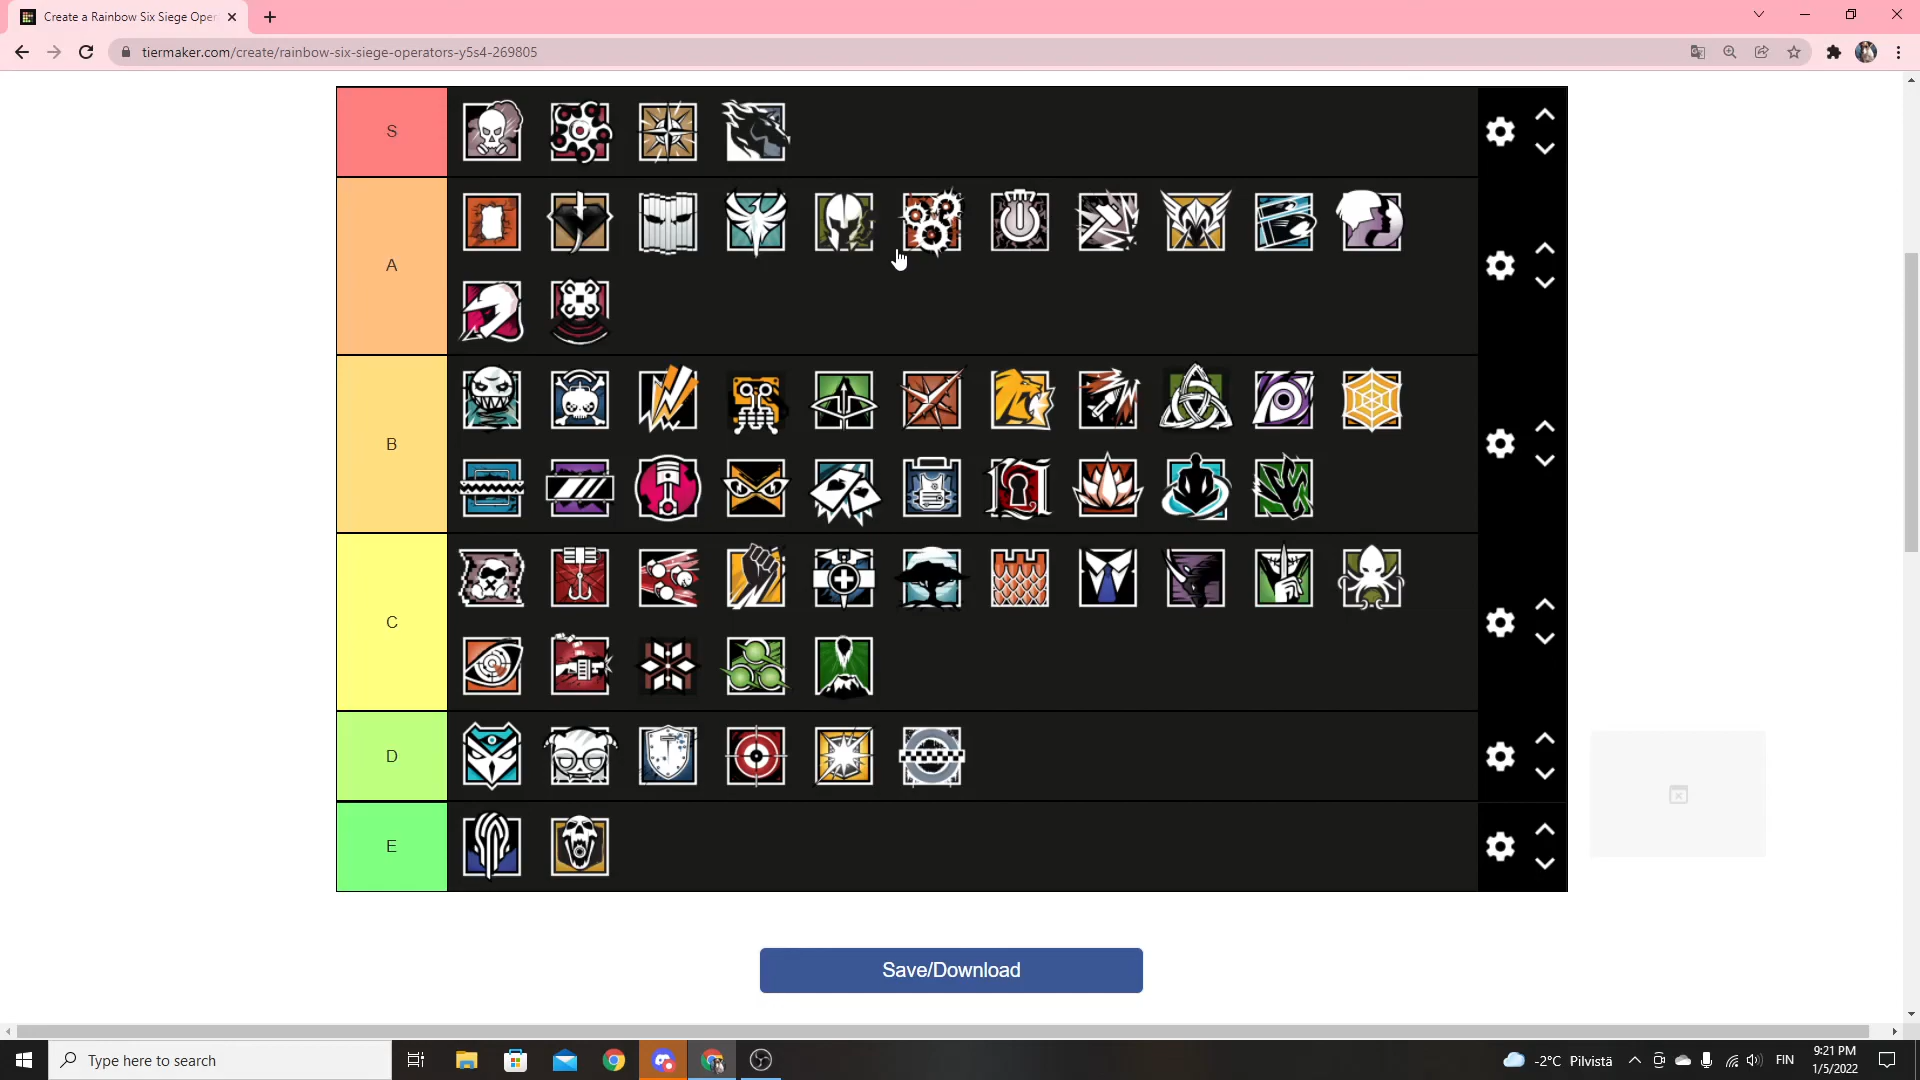 Create a Rainbow Six Siege Oper
tiermaker.com/create/rainbow-six-siege-operators-y5s4-269805
S
A
B
C
D
E
Save/Download
Type here to search
-2°C Pilvistä
FIN
9:21 PM
1/5/2022